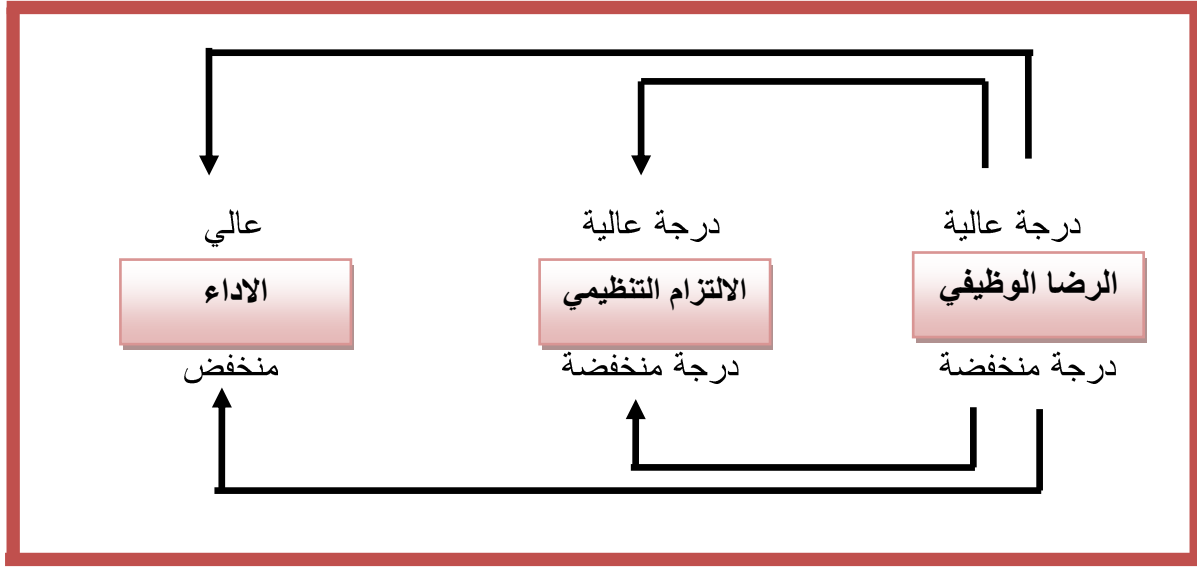 درجة عالية
درجة عالية
عالي
الرضا الوظيفي
الالتزام التنظيمي
الاداء
درجة منخفضة
درجة منخفضة
منخفض